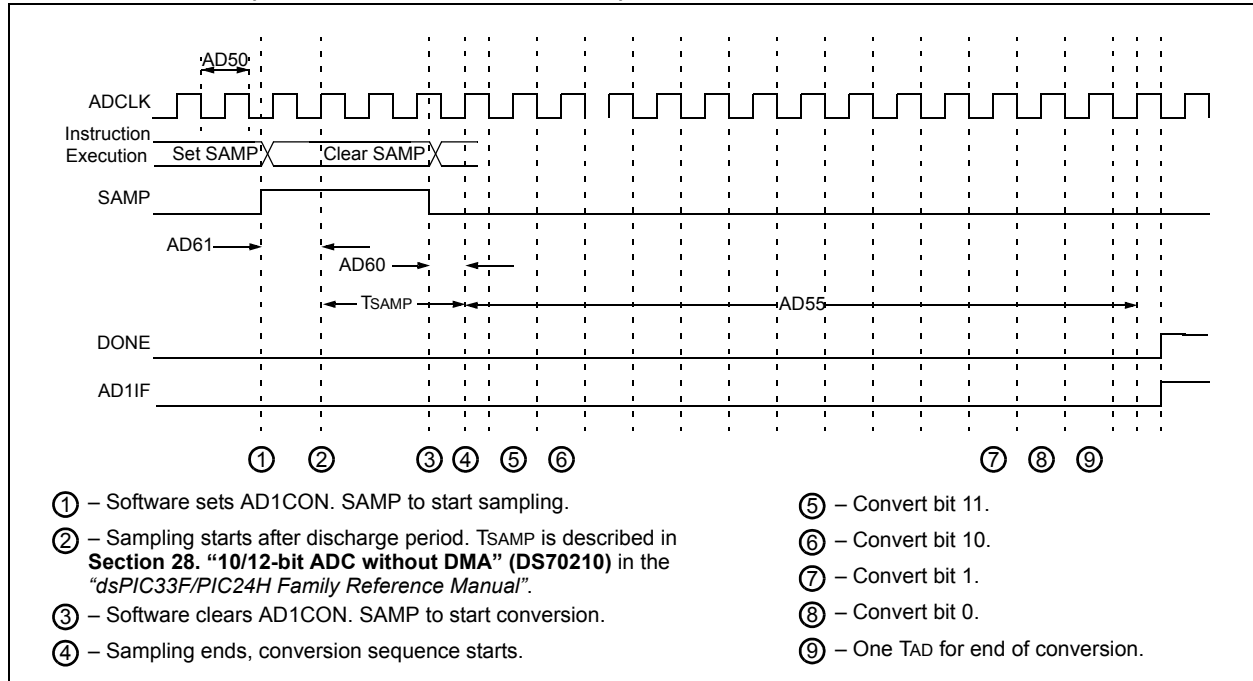 AD50
ADCLK
Instruction
Execution
Set SAMP
Clear SAMP
SAMP
AD61
AD60
TSAMP
AD55
DONE
AD1IF
1 2 3 4 5 6 7 8 9
1 – Software sets AD1CON. SAMP to start sampling.
2 – Sampling starts after discharge period. TSAMP is described in
Section 28. “10/12-bit ADC without DMA” (DS70210) in the
“dsPIC33F/PIC24H Family Reference Manual”.
3 – Software clears AD1CON. SAMP to start conversion.
4 – Sampling ends, conversion sequence starts.
5 – Convert bit 11.
6 – Convert bit 10.
7 – Convert bit 1.
8 – Convert bit 0.
9 – One TAD for end of conversion.